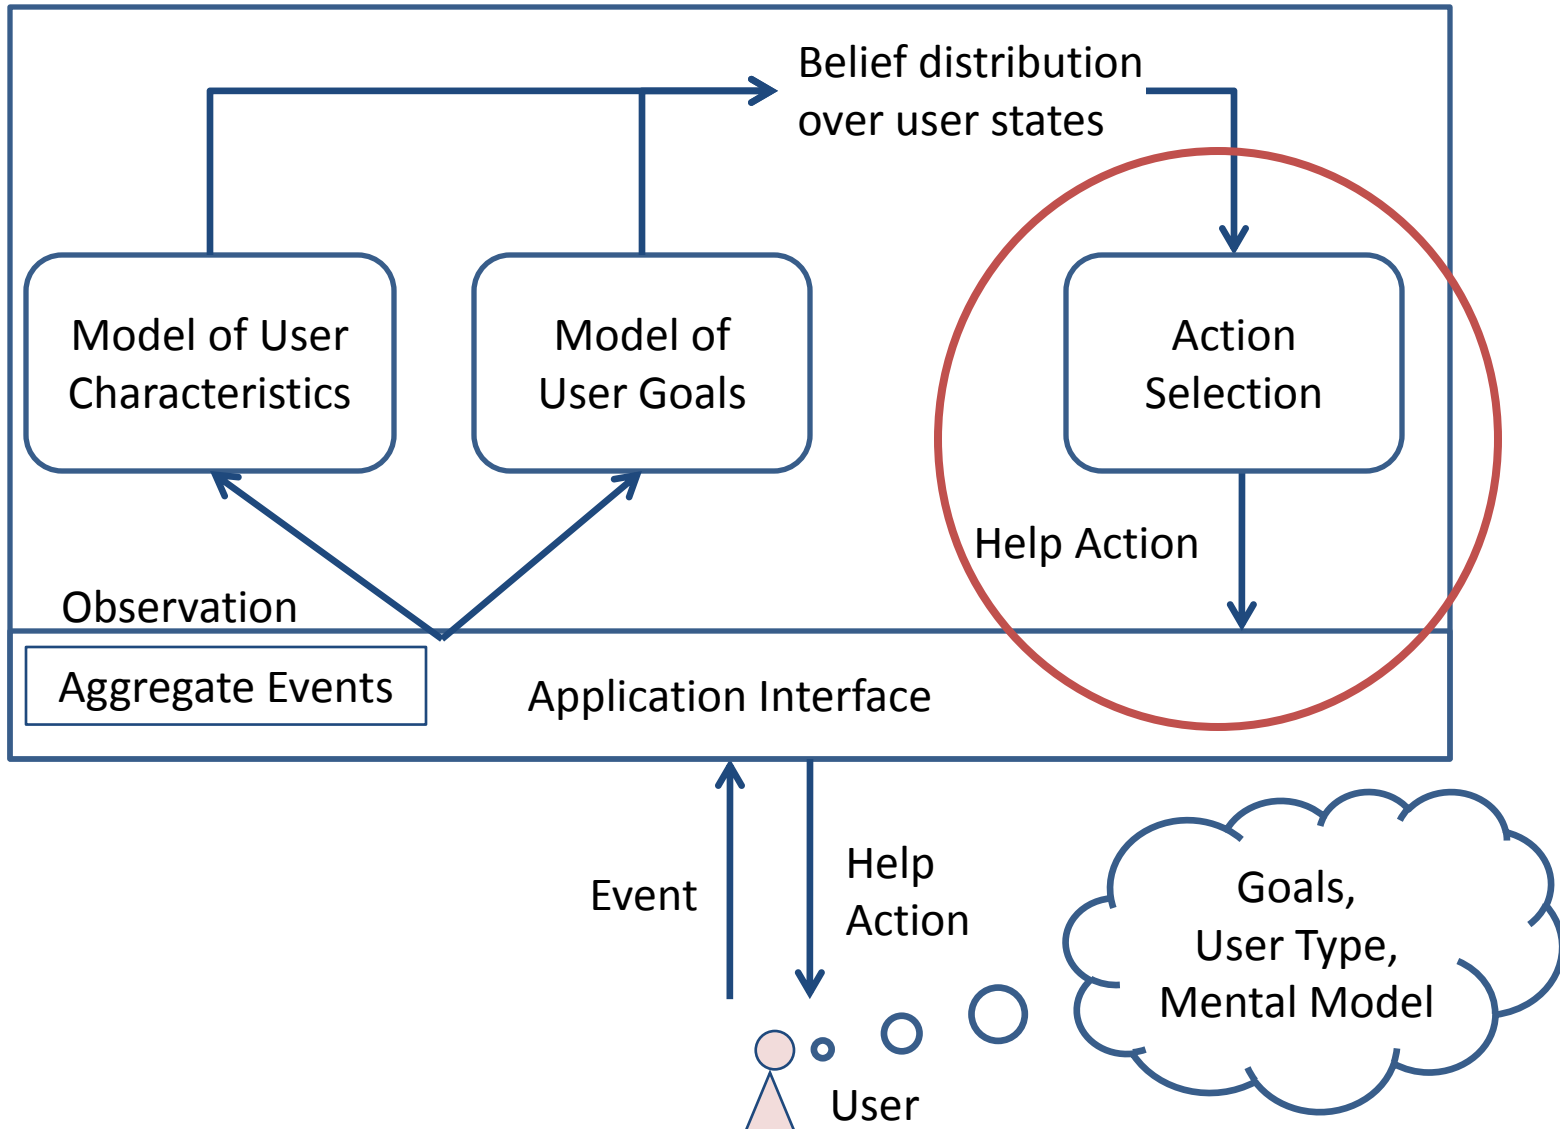 Belief distribution
over user states
Model of User
Characteristics
Model of
User Goals
Action
Selection
Help Action
Observation
Aggregate Events
Application Interface
Event
Help
Action
Goals,
User Type,
Mental Model
User